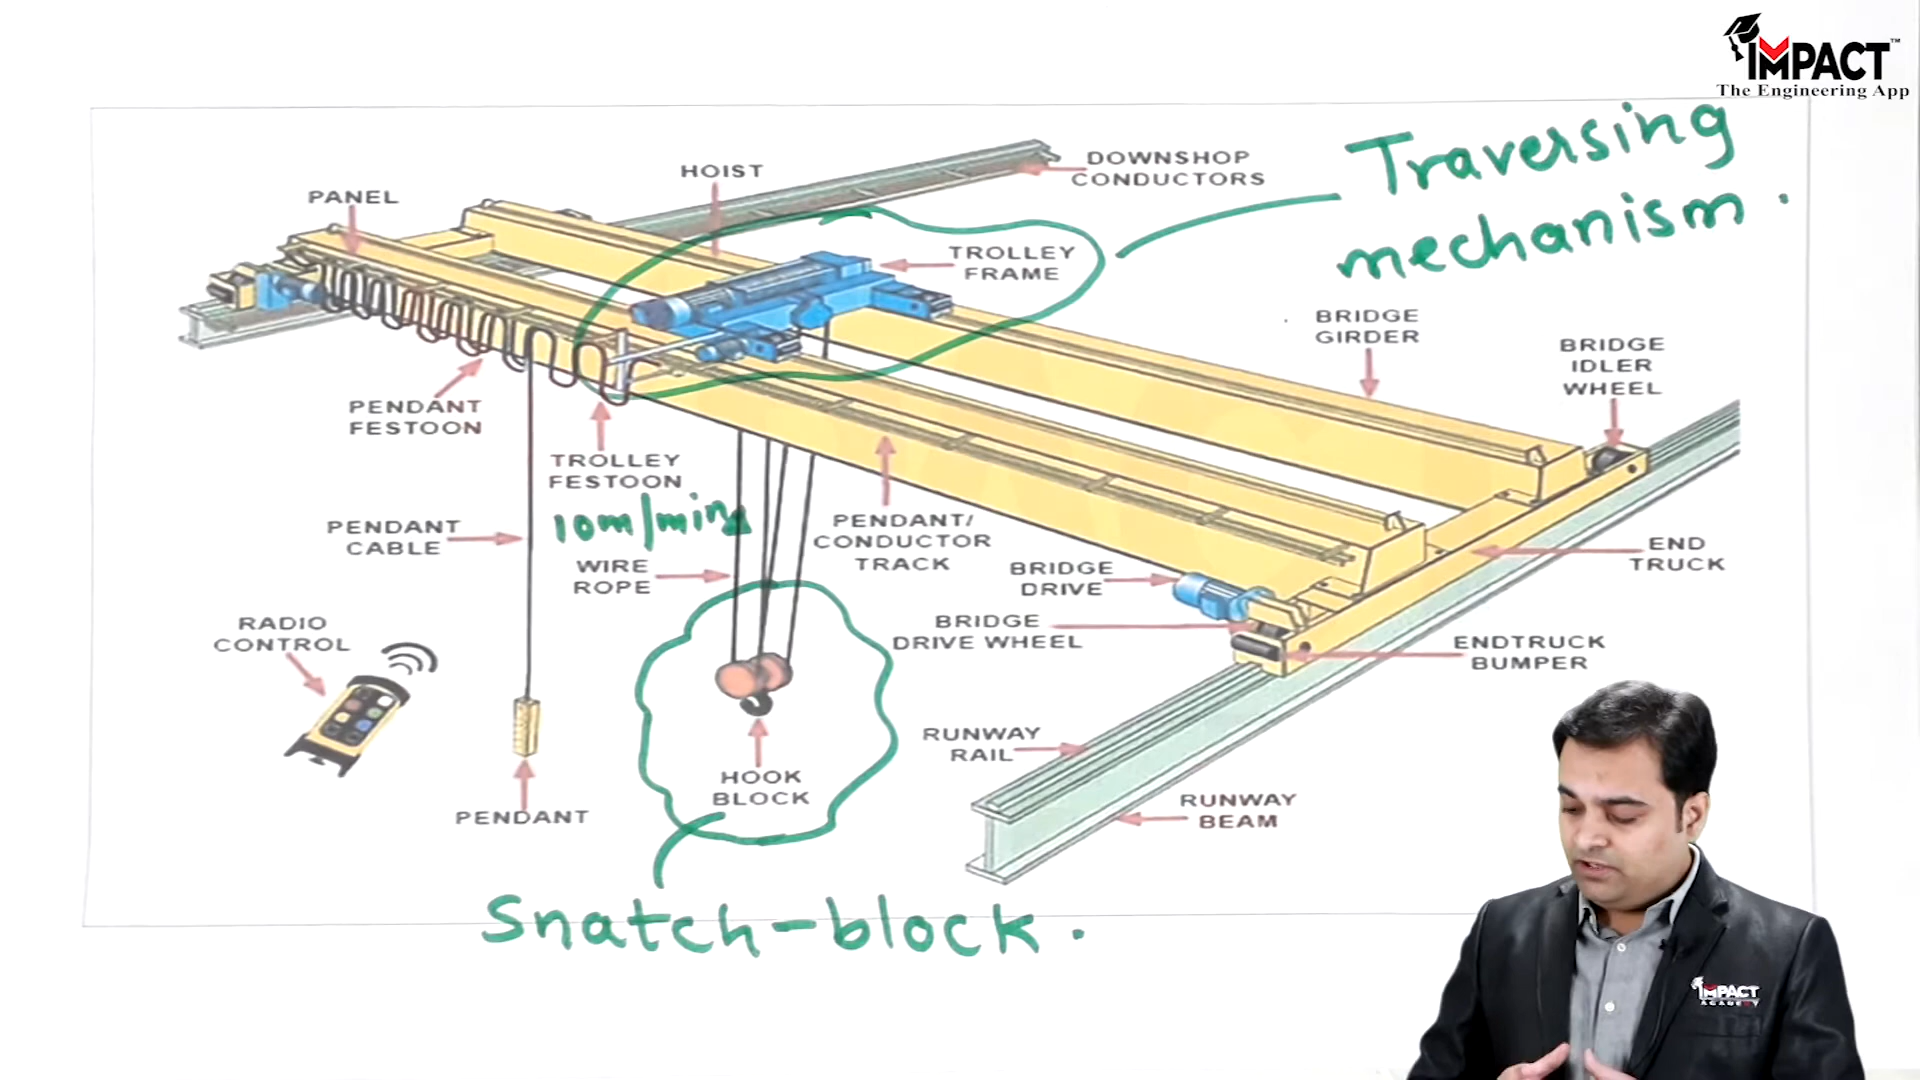 IMPACT™
The Engineering App
Traversing
mechanism.
DOWNSHOP
CONDUCTORS
HOIST
PANEL
TROLLEY
FRAME
BRIDGE
GIRDER
BRIDGE
IDLER
WHEEL
PENDANT
FESTOON
TROLLEY
FESTOON
10m/min
PENDANT
CABLE
WIRE
ROPE
PENDANT/
CONDUCTOR
TRACK
BRIDGE
DRIVE
END
TRUCK
BRIDGE
DRIVE WHEEL
ENDTRUCK
BUMPER
RADIO
CONTROL
RUNWAY
RAIL
HOOK
BLOCK
PENDANT
RUNWAY
BEAM
Snatch-block.
IMPACT
ACADEMY